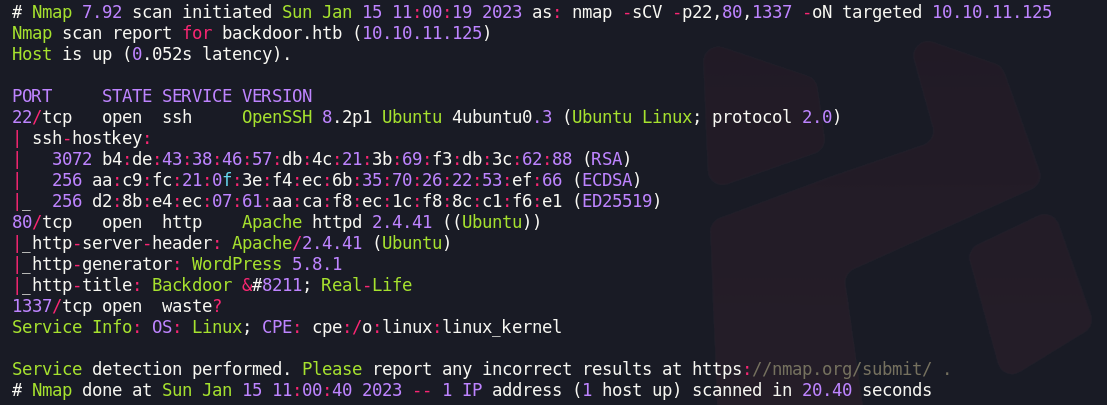 # Nmap 7.92 scan initiated Sun Jan 15 11:00:19 2023 as: nmap -sCV -p22,80,1337 -oN targeted 10.10.11.125
Nmap scan report for backdoor.htb (10.10.11.125)
Host is up (0.052s latency).
PORT     STATE SERVICE VERSION
22/tcp   open  ssh     OpenSSH 8.2p1 Ubuntu 4ubuntu0.3 (Ubuntu Linux; protocol 2.0)
| ssh-hostkey:
|   3072 b4:de:43:38:46:57:db:4c:21:3b:69:f3:db:3c:62:88 (RSA)
|   256 aa:c9:fc:21:0f:3e:f4:ec:6b:35:70:26:22:53:ef:66 (ECDSA)
|_  256 d2:8b:e4:ec:07:61:aa:ca:f8:ec:1c:f8:8c:c1:f6:e1 (ED25519)
80/tcp   open  http    Apache httpd 2.4.41 ((Ubuntu))
|_http-server-header: Apache/2.4.41 (Ubuntu)
|_http-generator: WordPress 5.8.1
|_http-title: Backdoor &#8211; Real-Life
1337/tcp open  waste?
Service Info: OS: Linux; CPE: cpe:/o:linux:linux_kernel
Service detection performed. Please report any incorrect results at https://nmap.org/submit/ .
# Nmap done at Sun Jan 15 11:00:40 2023 -- 1 IP address (1 host up) scanned in 20.40 seconds